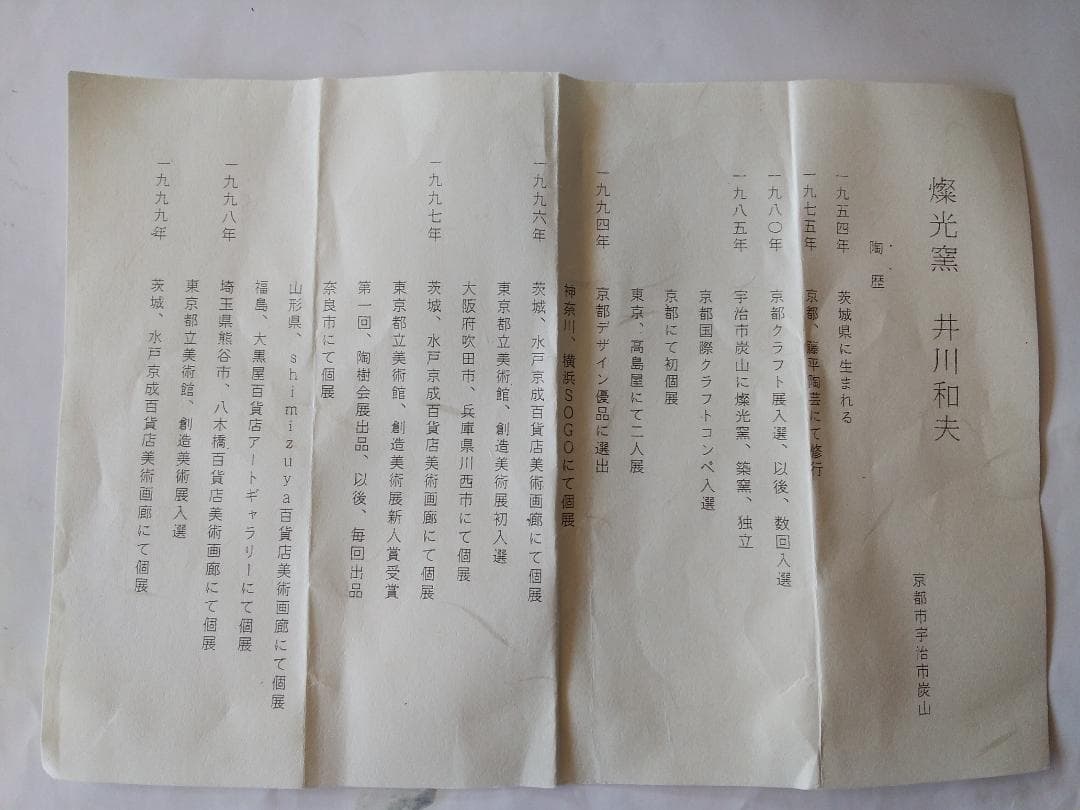 燦光窯 井川和夫
京都市宇治市炭山
陶歴
一九五四年 茨城県に生まれる
一九七五年 京都、藤平陶芸にて修行
一九八〇年 京都クラフト展入選、以後、数回入選
一九八五年 宇治市炭山に燦光窯、築窯、独立
京都国際クラフトコンペ入選
京都にて初個展
東京、高島屋にて二人展
一九九四年 京都デザイン優品に選出
神奈川、横浜SOGOにて個展
一九九六年 茨城、水戸京成百貨店美術画廊にて個展
東京都立美術館、創造美術展初入選
大阪府吹田市、兵庫県川西市にて個展
一九九七年 茨城、水戸京成百貨店美術画廊にて個展
東京都立美術館、創造美術展新人賞受賞
第一回、陶樹会展出品、以後、毎回出品
奈良市にて個展
山形県、shimizuya百貨店美術画廊にて個展
福島、大黒屋百貨店アートギャラリーにて個展
一九九八年 埼玉県熊谷市、八木橋百貨店美術画廊にて個展
東京都立美術館、創造美術展入選
一九九九年 茨城、水戸京成百貨店美術画廊にて個展